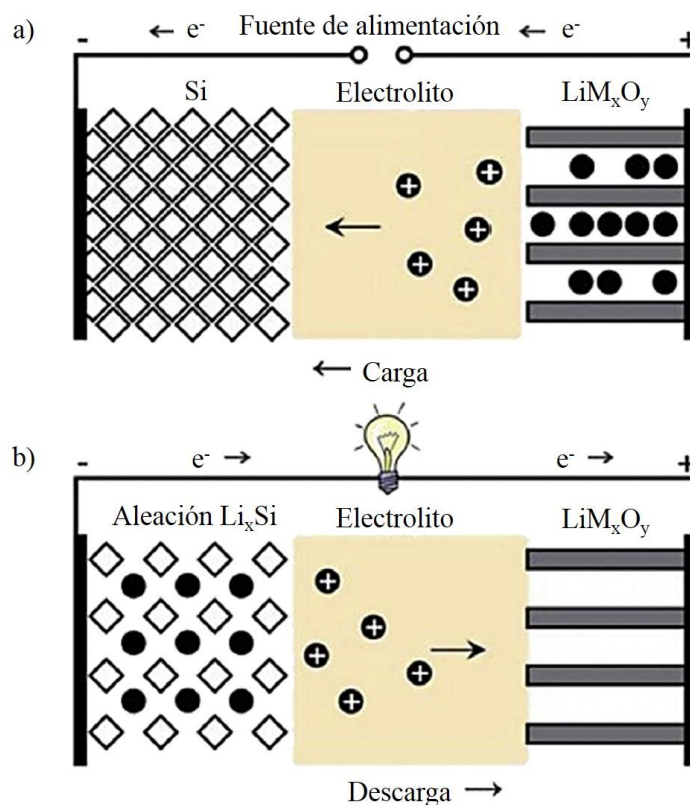 a)
Fuente de alimentación
- ← e⁻ ← e⁻ +
Si Electrolito LiMₓOᵧ
+ + + + +
← Carga
b)
- e⁻ → e⁻ → +
Aleación LiₓSi Electrolito LiMₓOᵧ
+ + + + +
Descarga →